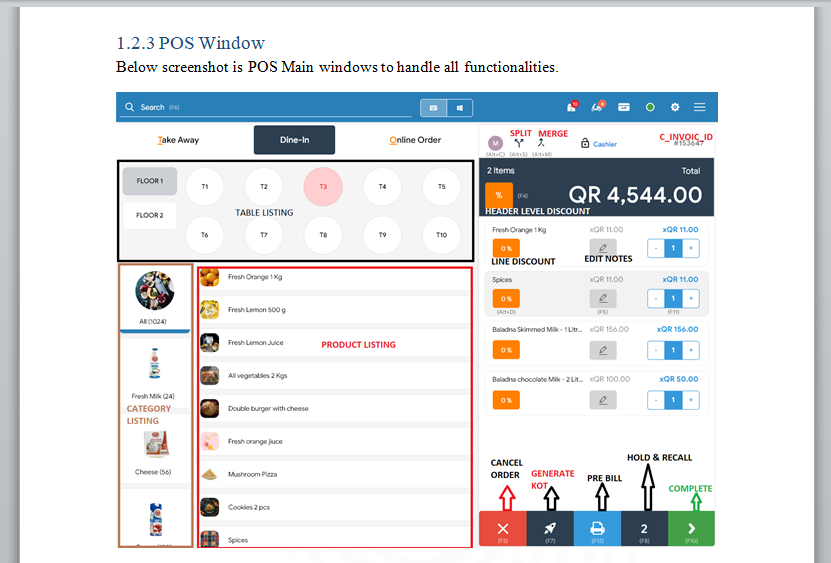 1.2.3 POS Window
Below screenshot is POS Main windows to handle all functionalities.
Search (F6)
10
4
Take Away
Dine-In
Online Order
M
(Alt+C)
SPLIT
(Alt+S)
MERGE
(Alt+M)
Cashier
C_INVOIC_ID
#153647
FLOOR 1
FLOOR 2
T1
T2
T3
T4
T5
TABLE LISTING
T6
T7
T8
T9
T10
2 Items
Total
%
(F4)
QR 4,544.00
HEADER LEVEL DISCOUNT
Fresh Orange 1 Kg
xQR 11.00
xQR 11.00
0 %
- 1 +
LINE DISCOUNT
EDIT NOTES
Spices
xQR 11.00
xQR 11.00
0 %
- 1 +
(Alt+D)
(F5)
(F11)
Baladna Skimmed Milk - 1 Litr...
xQR 156.00
xQR 156.00
0 %
- 1 +
Baladna chocolate Milk - 2 Lit...
xQR 100.00
xQR 50.00
0 %
- 1 +
All (1024)
Fresh Milk (24)
CATEGORY
LISTING
Cheese (56)
Fresh Orange 1 Kg
Fresh Lemon 500 g
Fresh Lemon Juice
PRODUCT LISTING
All vegetables 2 Kgs
Double burger with cheese
Fresh orange jiuce
Mushroom Pizza
Cookies 2 pcs
Spices
CANCEL
ORDER
GENERATE
KOT
PRE BILL
HOLD & RECALL
COMPLETE
(F3)
(F7)
(F12)
2
(F8)
(F10)